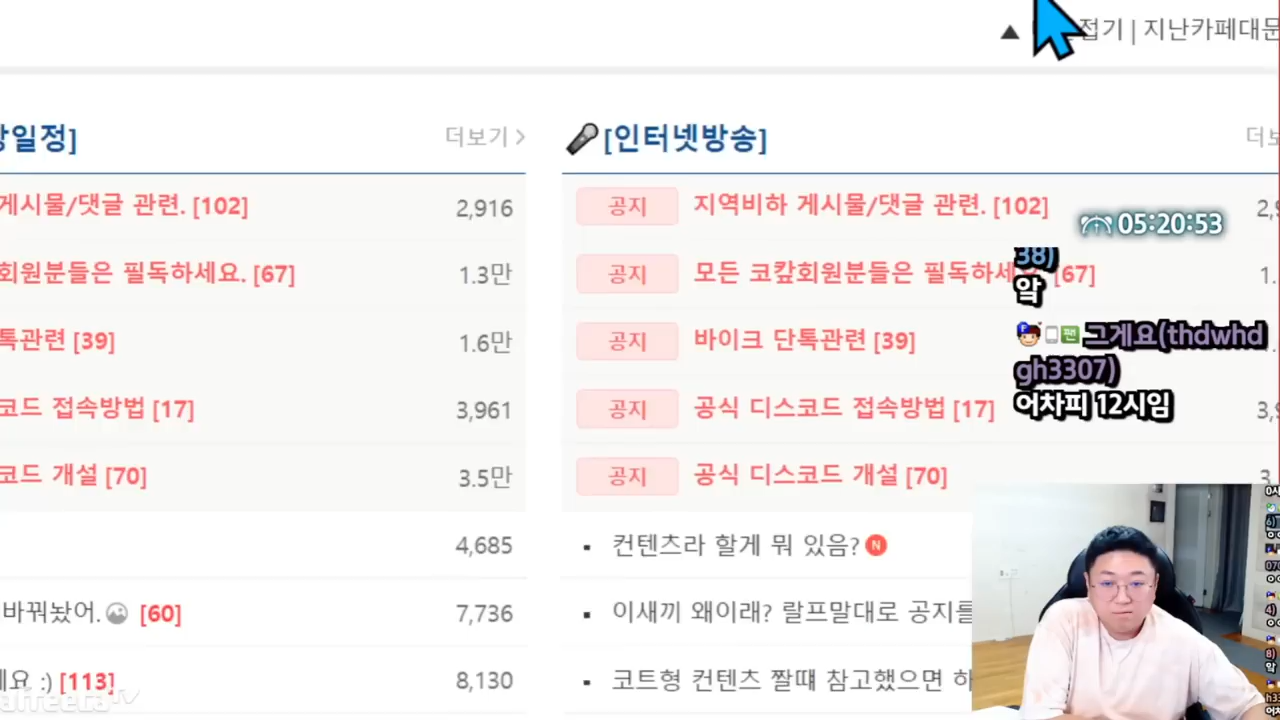 접기 | 지난카페대문
방일정]
더보기 >
[인터넷방송]
게시물/댓글 관련. [102]
2,916
공지 지역비하 게시물/댓글 관련. [102]
05:20:53
회원분들은 필독하세요. [67]
1.3만
공지 모든 코캎회원분들은 필독하세요. [67]
38)
앜
톡관련 [39]
1.6만
공지 바이크 단톡관련 [39]
그게요(thdwhd
gh3307)
어차피 12시임
코드 접속방법 [17]
3,961
공지 공식 디스코드 접속방법 [17]
코드 개설 [70]
3.5만
공지 공식 디스코드 개설 [70]
4,685
컨텐츠라 할게 뭐 있음? N
바꿔놨어. [60]
7,736
이새끼 왜이래? 랄프말대로 공지를
요 :) [113]
8,130
코트형 컨텐츠 짤때 참고했으면 하